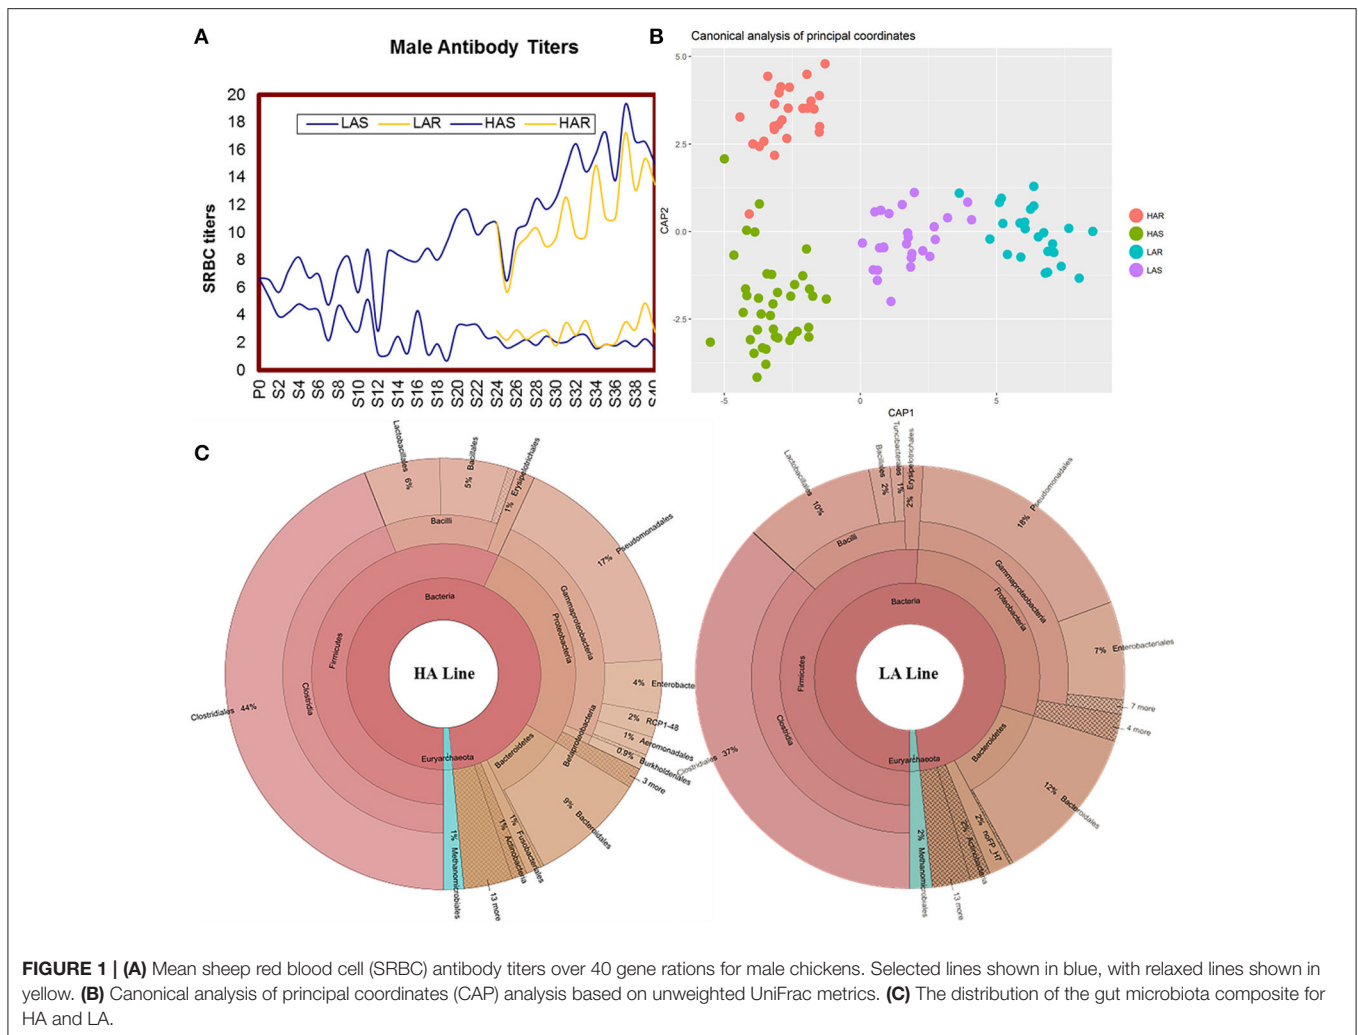 A
Male Antibody Titers
SRBC titers
20
18
16
14
12
10
8
6
4
2
0
LAS LAR HAS HAR
P0 S2 S4 S6 S8 S10 S12 S14 S16 S18 S20 S22 S24 S26 S28 S30 S32 S34 S36 S38 S40
B
Canonical analysis of principal coordinates
CAP2
5.0
2.5
0.0
-2.5
-5 0 5
CAP1
HAR
HAS
LAR
LAS
C
Lactobacillales 6%
5% Bacillales
1% Erysipelotrichales
17% Pseudomonadales
Bacilli
Gammaproteobacteria
Proteobacteria
Bacteria
Firmicutes
Clostridia
HA Line
Clostridiales 44%
4% Enterobacte
2% RCP1-48
1% Aeromonadales
0.9% Burkholderiales
3 more
Betaproteobacteria
Bacteroidetes
Euryarchaeota
9% Bacteroidales
1% Fusobacteriales
1% Actinobacteria
13 more
1% Methanomicrobiales
Lactobacillales 10%
Bacillales 2%
Turicibacterales 1%
2% Erysipelotrichales
18% Pseudomonadales
Bacilli
Gammaproteobacteria
Proteobacteria
Bacteria
Firmicutes
Clostridia
LA Line
Clostridiales 37%
7% Enterobacteriales
7 more
4 more
Bacteroidetes
Euryarchaeota
12% Bacteroidales
2% noFP_H7
2% Actinobacteria
13 more
2% Methanomicrobiales
FIGURE 1 | (A) Mean sheep red blood cell (SRBC) antibody titers over 40 gene rations for male chickens. Selected lines shown in blue, with relaxed lines shown in
yellow. (B) Canonical analysis of principal coordinates (CAP) analysis based on unweighted UniFrac metrics. (C) The distribution of the gut microbiota composite for
HA and LA.